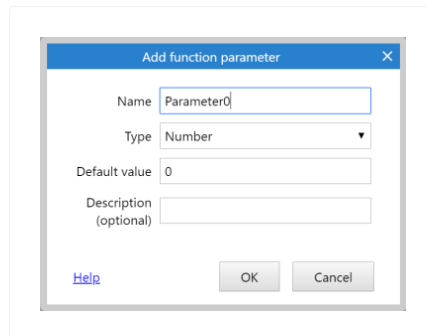 Add function parameter
Name Parameter0
Type Number
Default value 0
Description
(optional)
Help OK Cancel